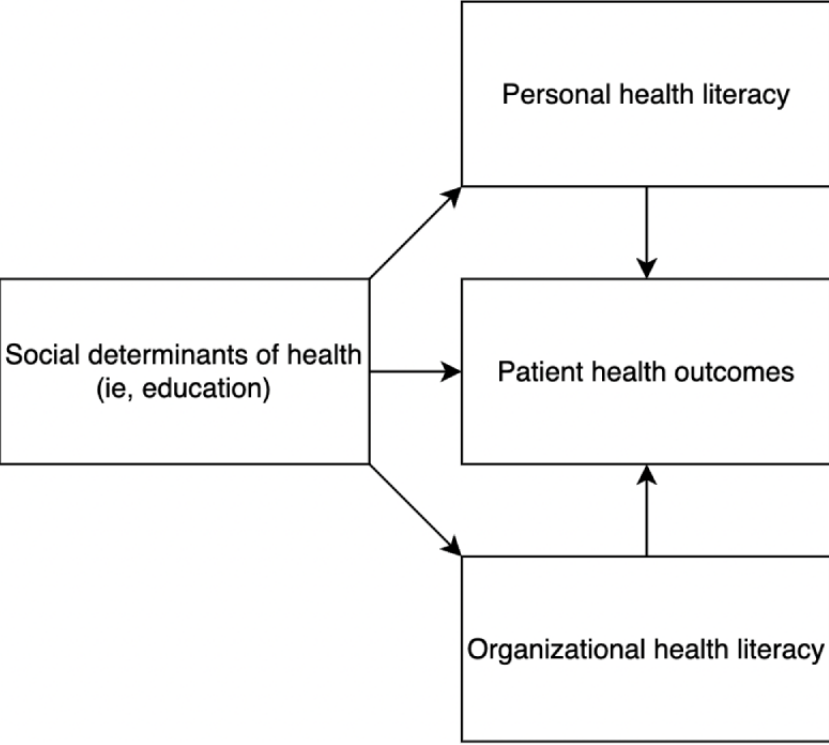 Personal health literacy
Social determinants of health
(ie, education)
Patient health outcomes
Organizational health literacy